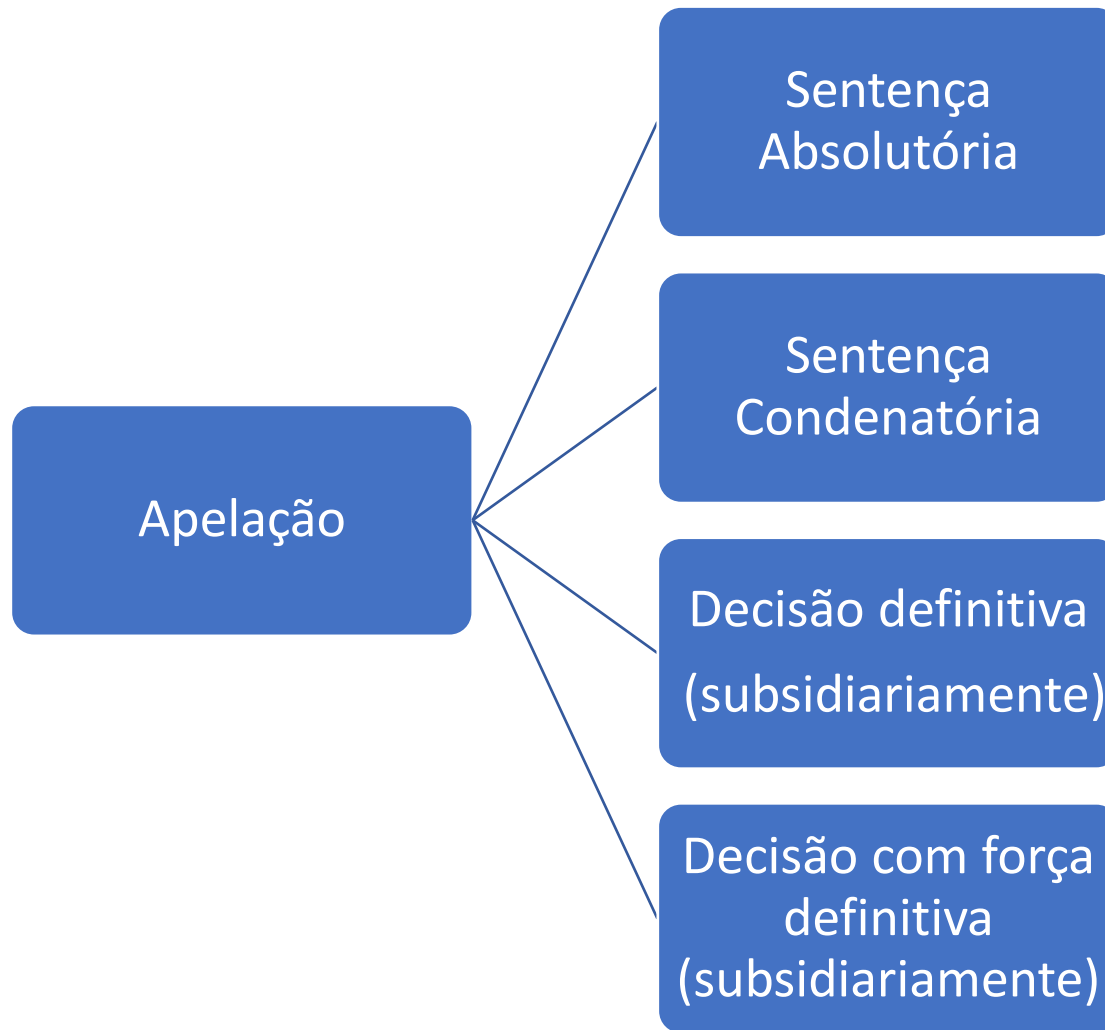 Apelação
Sentença
Absolutória
Sentença
Condenatória
Decisão definitiva
(subsidiariamente)
Decisão com força
definitiva
(subsidiariamente)